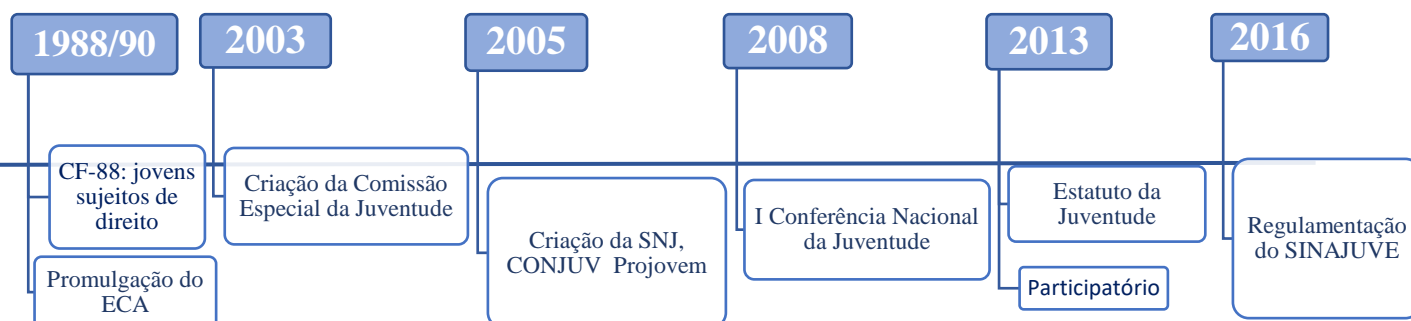 1988/90
CF-88: jovens
sujeitos de
direito
Promulgação do
ECA
2003
Criação da Comissão
Especial da Juventude
2005
Criação da SNJ,
CONJUV Projovem
2008
I Conferência Nacional
da Juventude
2013
Estatuto da
Juventude
Participatório
2016
Regulamentação
do SINAJUVE